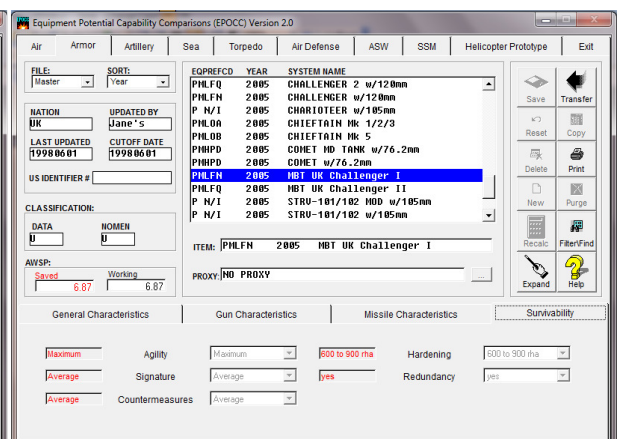 Equipment Potential Capability Comparisons (EPOCC) Version 2.0
Air Armor Artillery Sea Torpedo Air Defense ASW SSM Helicopter Prototype Exit
FILE: SORT:
Master Year
NATION UPDATED BY
UK Jane's
LAST UPDATED CUTOFF DATE
19980601 19980601
US IDENTIFIER #
CLASSIFICATION:
DATA NOMEN
U U
AWSP:
Saved Working
6.87 6.87
EQPREFCD YEAR SYSTEM NAME
PMLFQ 2005 CHALLENGER 2 w/120mm
PMLFN 2005 CHALLENGER w/120mm
P N/I 2005 CHARIOTEER w/105mm
PMLOA 2005 CHIEFTAIN Mk 1/2/3
PMLOB 2005 CHIEFTAIN Mk 5
PMHPD 2005 COMET MD TANK w/76.2mm
PMHPD 2005 COMET w/76.2mm
PMLFN 2005 MBT UK Challenger I
PMLFQ 2005 MBT UK Challenger II
P N/I 2005 STRV-101/102 MOD w/105mm
P N/I 2005 STRV-101/102 w/105mm
ITEM: PMLFN 2005 MBT UK Challenger I
PROXY: NO PROXY ...
Save Transfer
Reset Copy
Delete Print
New Purge
Recalc Filter\Find
Expand Help
General Characteristics Gun Characteristics Missile Characteristics Survivability
Maximum Agility Maximum 600 to 900 rha Hardening 600 to 900 rha
Average Signature Average yes Redundancy yes
Average Countermeasures Average